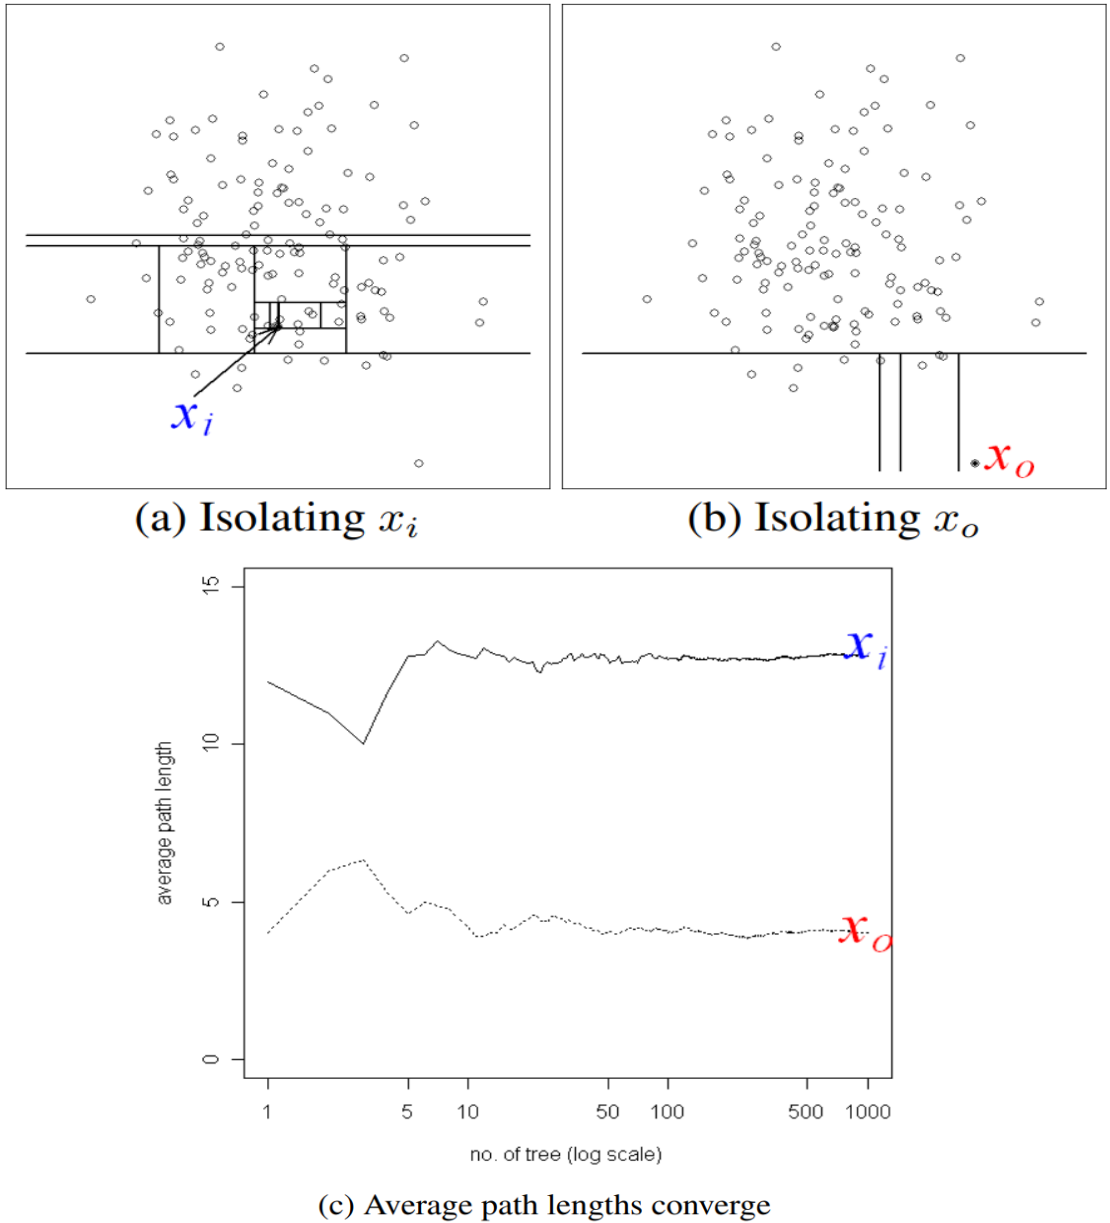 x_i
x_o
(a) Isolating x_i
(b) Isolating x_o
15
10
5
0
average path length
x_i
x_o
1 5 10 50 100 500 1000
no. of tree (log scale)
(c) Average path lengths converge